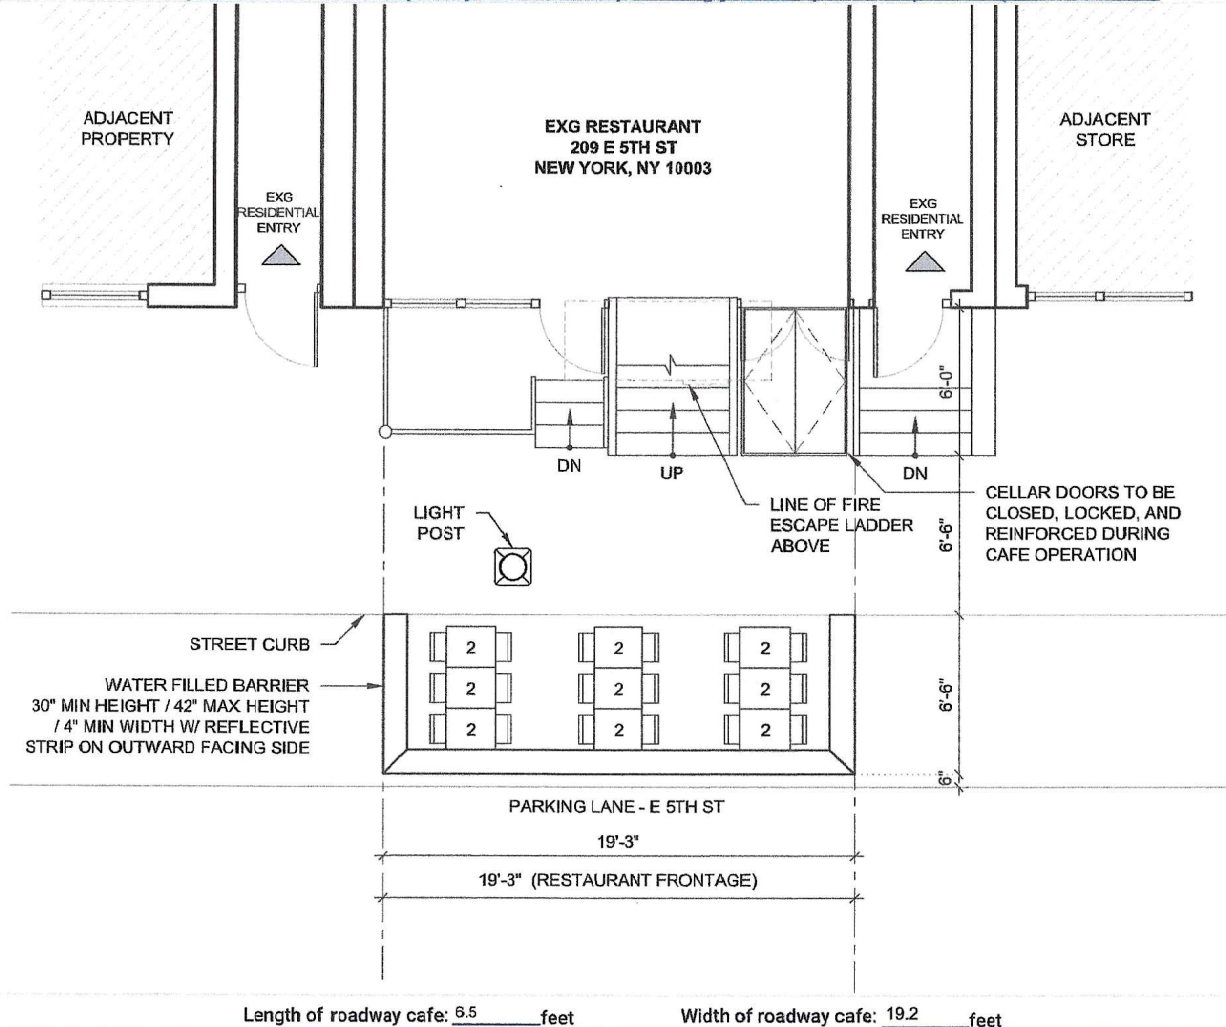 ADJACENT
PROPERTY
EXG RESTAURANT
209 E 5TH ST
NEW YORK, NY 10003
ADJACENT
STORE
EXG
RESIDENTIAL
ENTRY
EXG
RESIDENTIAL
ENTRY
6'-0"
DN
UP
DN
LIGHT
POST
LINE OF FIRE
ESCAPE LADDER
ABOVE
6'-6"
CELLAR DOORS TO BE
CLOSED, LOCKED, AND
REINFORCED DURING
CAFE OPERATION
STREET CURB
WATER FILLED BARRIER
30" MIN HEIGHT / 42" MAX HEIGHT
/ 4" MIN WIDTH W/ REFLECTIVE
STRIP ON OUTWARD FACING SIDE
2 2 2
2 2 2
2 2 2
6'-6"
6"
PARKING LANE - E 5TH ST
19'-3"
19'-3" (RESTAURANT FRONTAGE)
Length of roadway cafe: 6.5 feet Width of roadway cafe: 19.2 feet